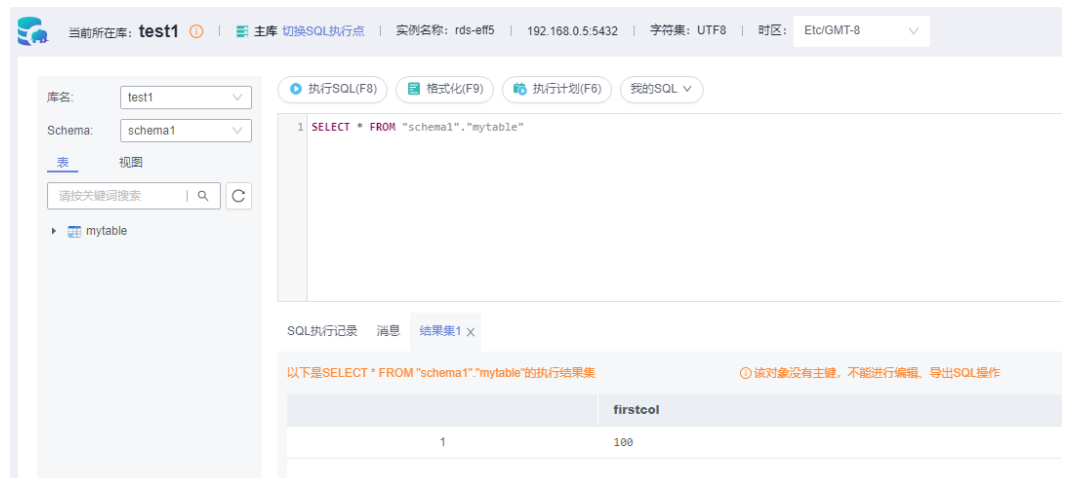 当前所在库: test1 | 主库 切换SQL执行点 | 实例名称: rds-eff5 | 192.168.0.5:5432 | 字符集: UTF8 | 时区: Etc/GMT-8
库名: test1
Schema: schema1
表 视图
请按关键词搜索
mytable
执行SQL(F8) 格式化(F9) 执行计划(F6) 我的SQL
1 SELECT * FROM "schema1"."mytable"
SQL执行记录 消息 结果集1 X
以下是SELECT * FROM "schema1"."mytable"的执行结果集 该对象没有主键，不能进行编辑、导出SQL操作
firstcol
1 100